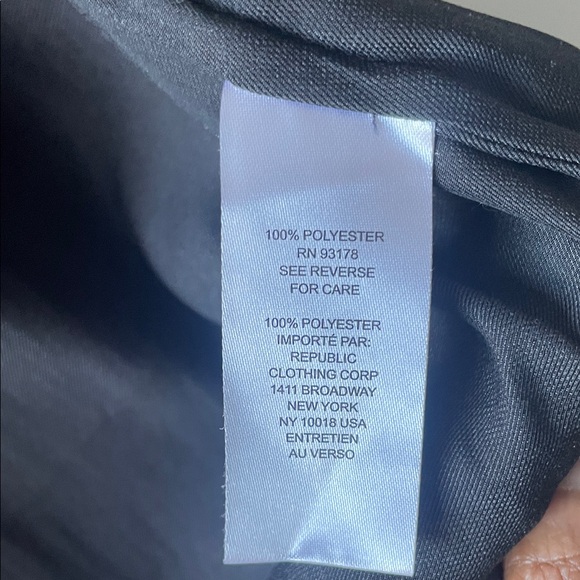 100% POLYESTER
RN 93178
SEE REVERSE
FOR CARE
100% POLYESTER
IMPORTÉ PAR:
REPUBLIC
CLOTHING CORP
1411 BROADWAY
NEW YORK
NY 10018 USA
ENTRETIEN
AU VERSO